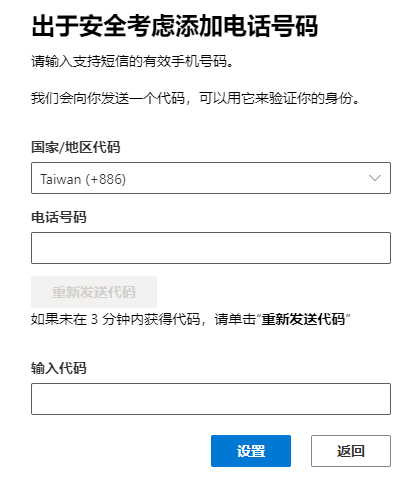 出于安全考虑添加电话号码
请输入支持短信的有效手机号码。
我们会向你发送一个代码，可以用它来验证你的身份。
国家/地区代码
Taiwan (+886)
电话号码
重新发送代码
如果未在 3 分钟内获得代码，请单击“重新发送代码”
输入代码
设置
返回